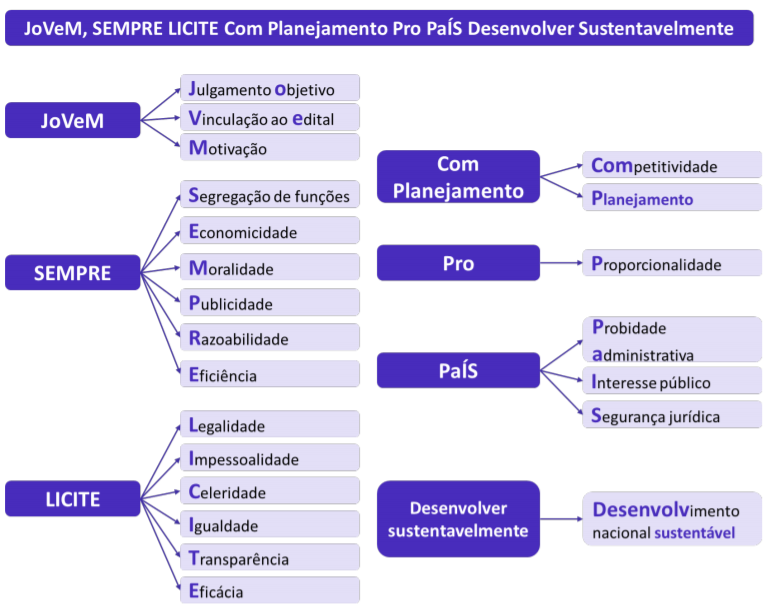 JoVeM, SEMPRE LICITE Com Planejamento Pro PaÍS Desenvolver Sustentavelmente
JoVeM
Julgamento objetivo
Vinculação ao edital
Motivação
SEMPRE
Segregação de funções
Economicidade
Moralidade
Publicidade
Razoabilidade
Eficiência
LICITE
Legalidade
Impessoalidade
Celeridade
Igualdade
Transparência
Eficácia
Com
Planejamento
Competitividade
Planejamento
Pro
Proporcionalidade
PaÍS
Probidade
administrativa
Interesse público
Segurança jurídica
Desenvolver
sustentavelmente
Desenvolvimento
nacional sustentável